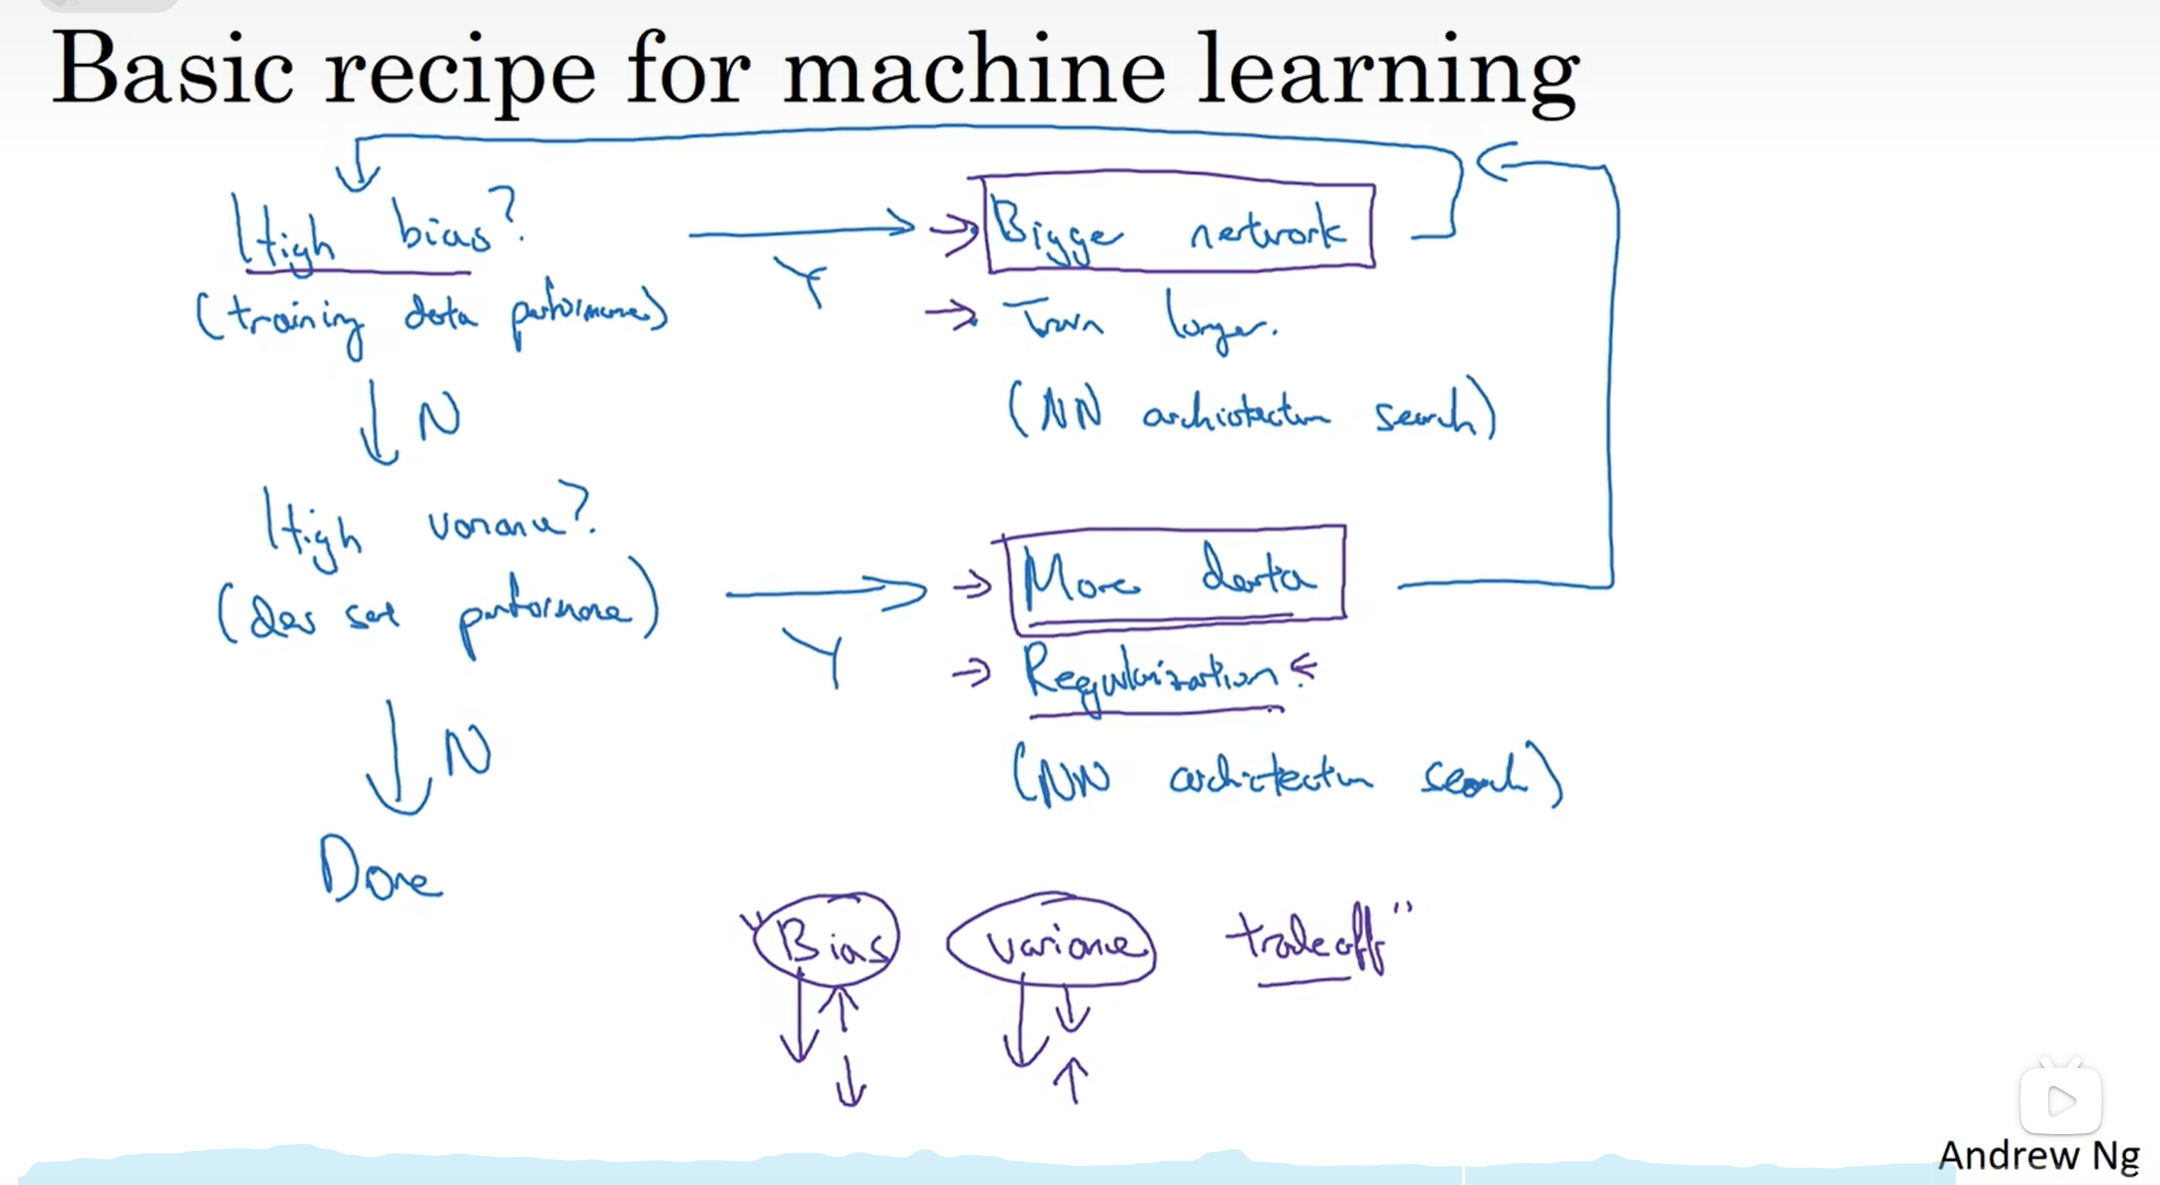 Basic recipe for machine learning
High bias?
(training data performance)
Y
Bigger network
Train longer.
(NN architecture search)
N
High variance?
(dev set performance)
Y
More data
Regularization
(NN architecture search)
N
Done
"Bias variance tradeoff"
Andrew Ng